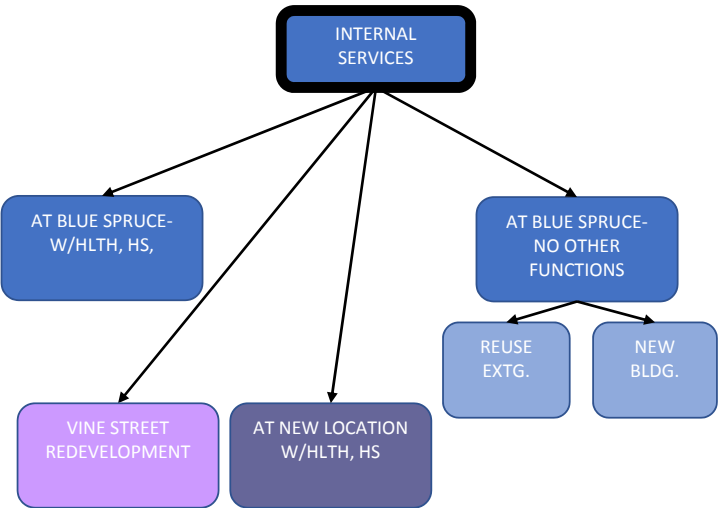 INTERNAL
SERVICES
AT BLUE SPRUCE-
W/HLTH, HS,
AT BLUE SPRUCE-
NO OTHER
FUNCTIONS
REUSE
EXTG.
NEW
BLDG.
VINE STREET
REDEVELOPMENT
AT NEW LOCATION
W/HLTH, HS